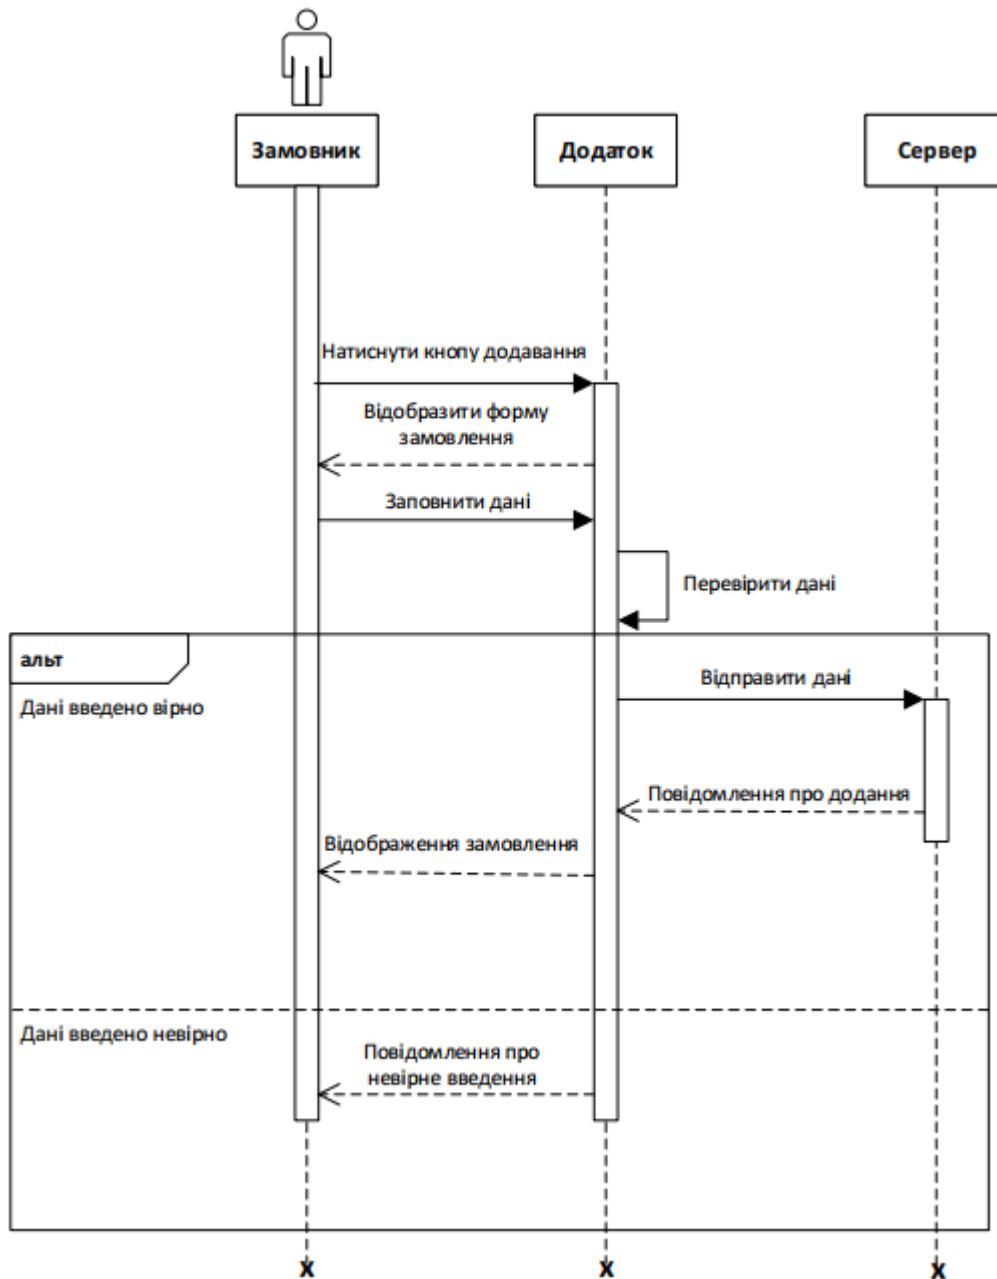 Замовник
Додаток
Сервер
Натиснути кнопу додавання
Відобразити форму
замовлення
Заповнити дані
Перевірити дані
альт
Відправити дані
Дані введено вірно
Повідомлення про додання
Відображення замовлення
Дані введено невірно
Повідомлення про
невірне введення
X
X
X